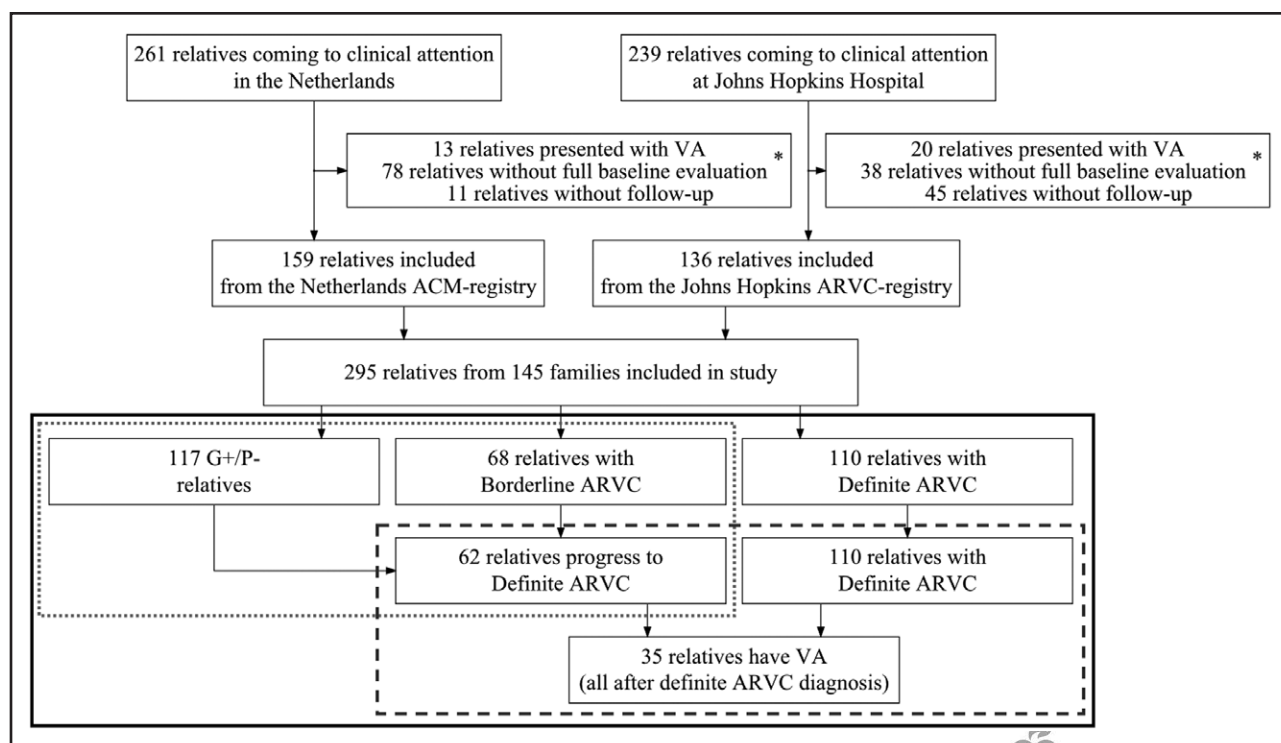 261 relatives coming to clinical attention
in the Netherlands
239 relatives coming to clinical attention
at Johns Hopkins Hospital
13 relatives presented with VA
78 relatives without full baseline evaluation *
11 relatives without follow-up
20 relatives presented with VA
38 relatives without full baseline evaluation *
45 relatives without follow-up
159 relatives included
from the Netherlands ACM-registry
136 relatives included
from the Johns Hopkins ARVC-registry
295 relatives from 145 families included in study
117 G+/P-
relatives
68 relatives with
Borderline ARVC
110 relatives with
Definite ARVC
62 relatives progress to
Definite ARVC
110 relatives with
Definite ARVC
35 relatives have VA
(all after definite ARVC diagnosis)